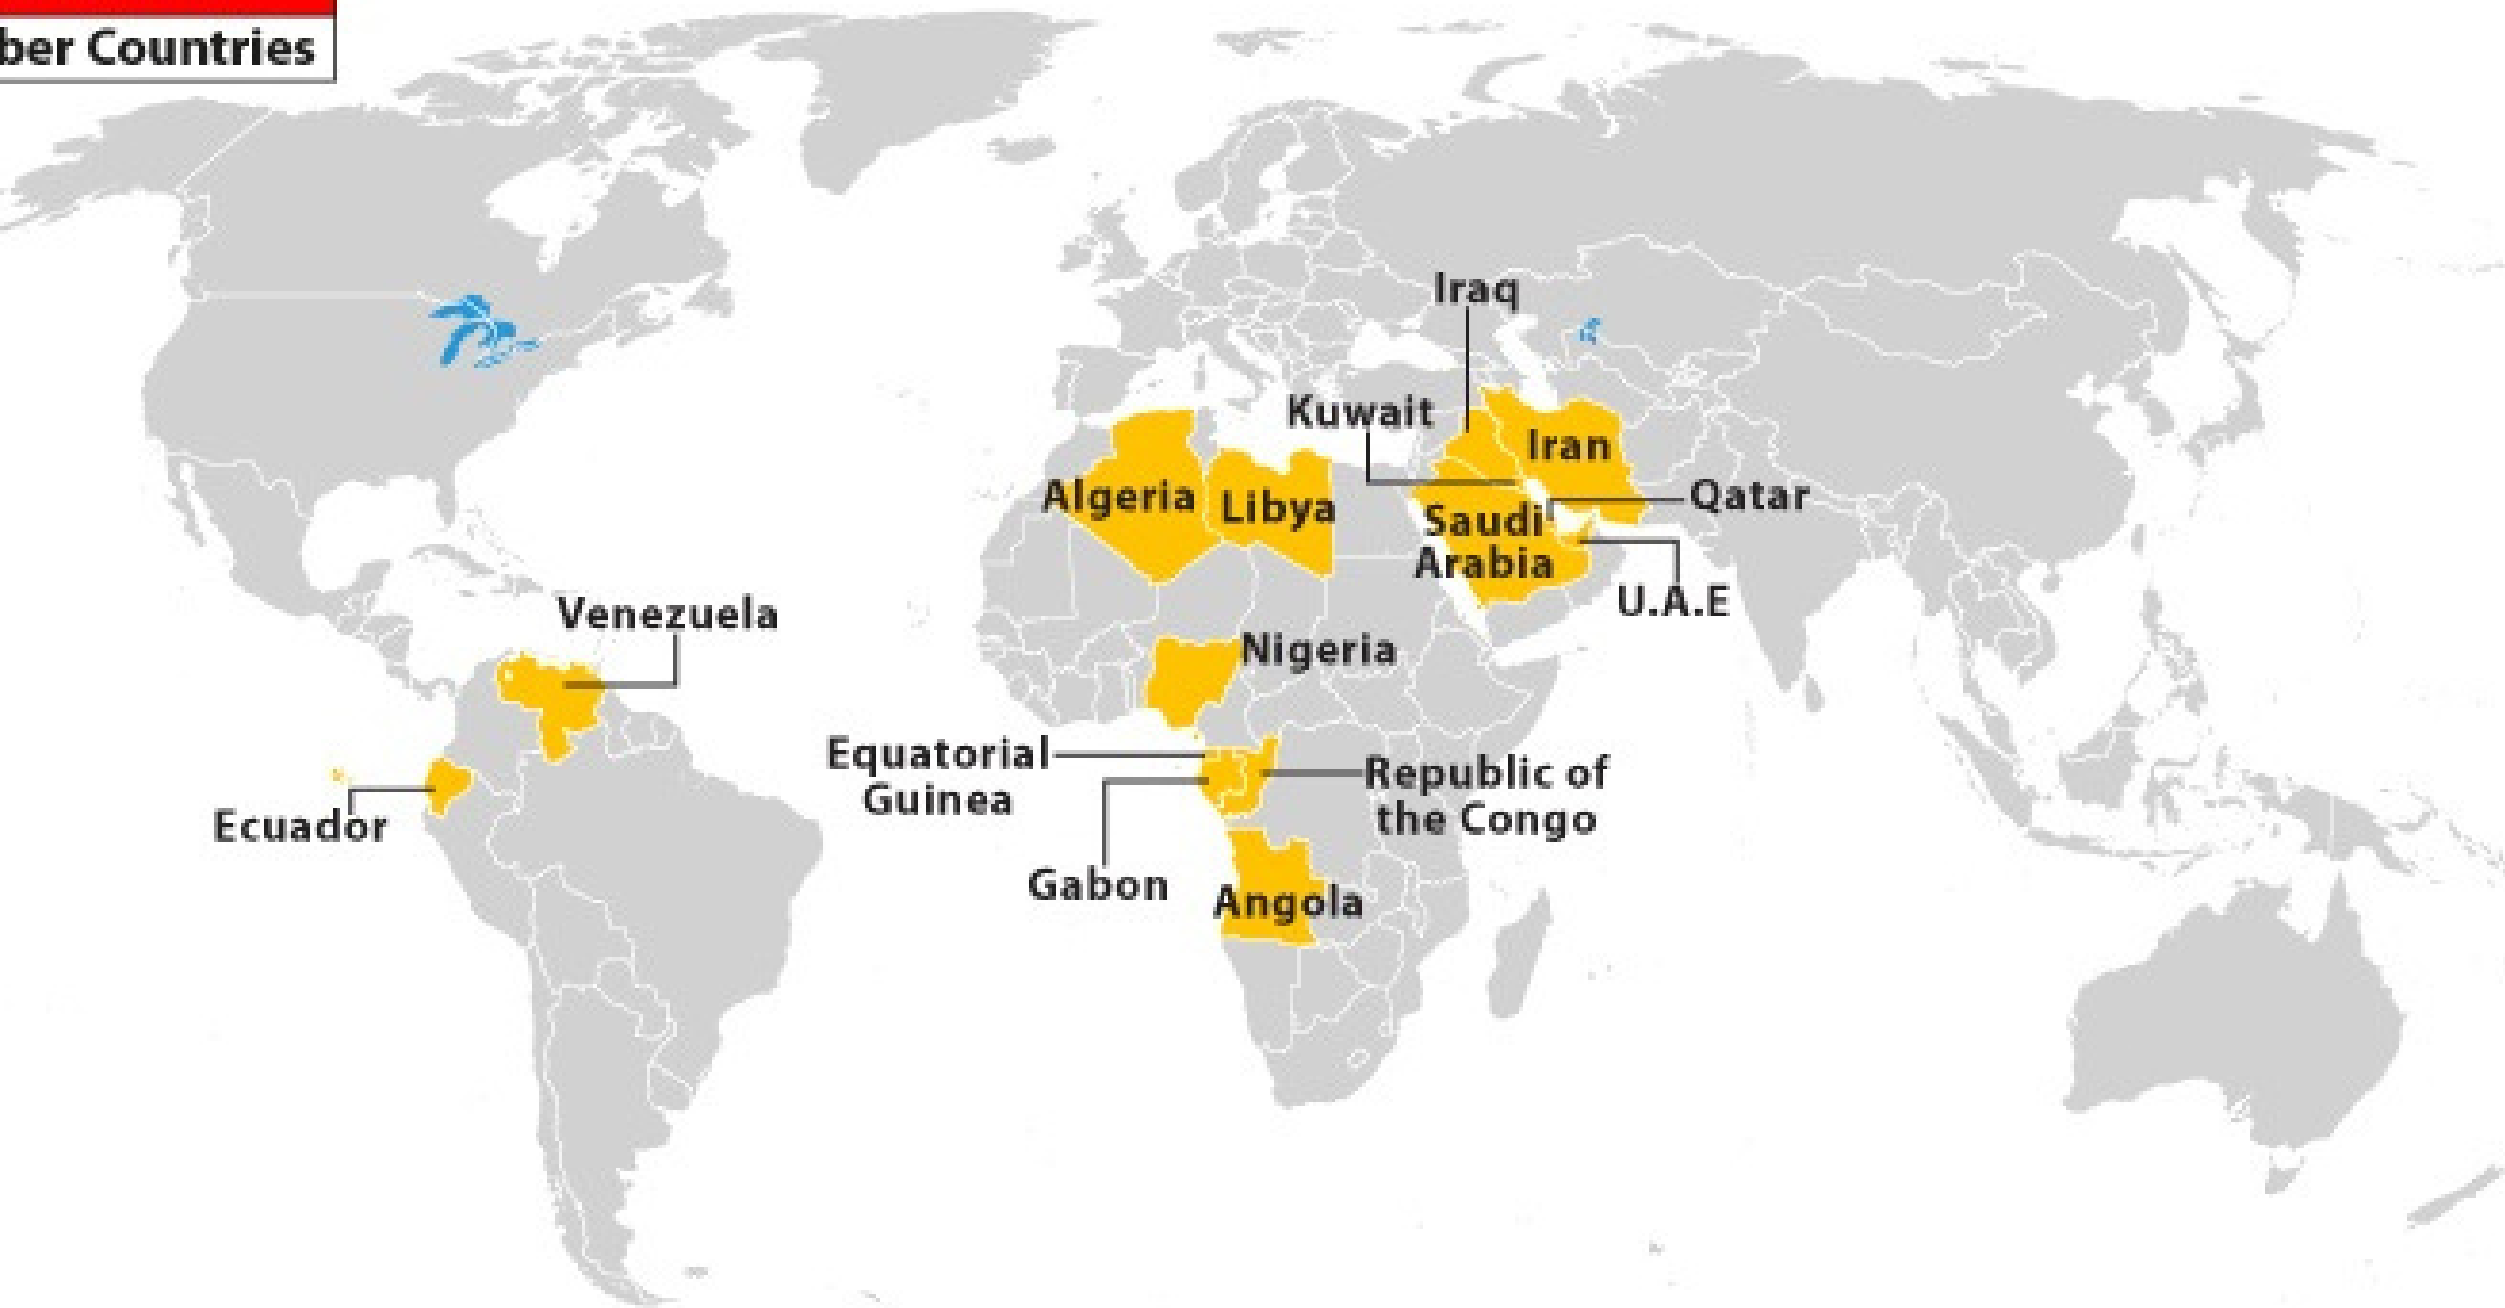 ber Countries
Iraq
Kuwait
Iran
Algeria
Libya
Qatar
Saudi
Arabia
U.A.E
Venezuela
Nigeria
Equatorial
Guinea
Republic of
the Congo
Ecuador
Gabon
Angola